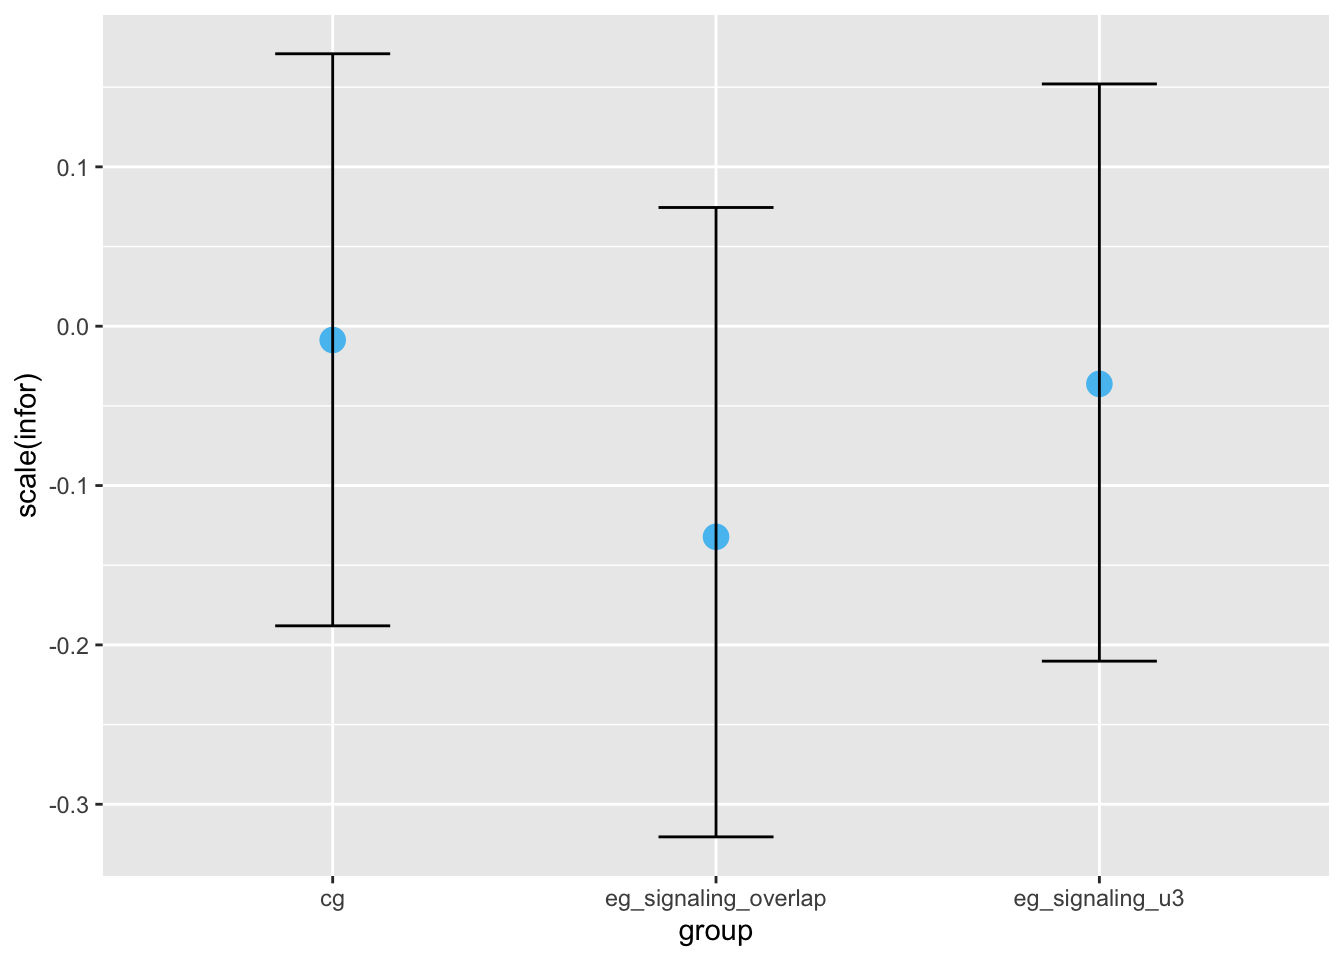 scale(infor)
0.1
0.0
-0.1
-0.2
-0.3
cg
eg_signaling_overlap
eg_signaling_u3
group